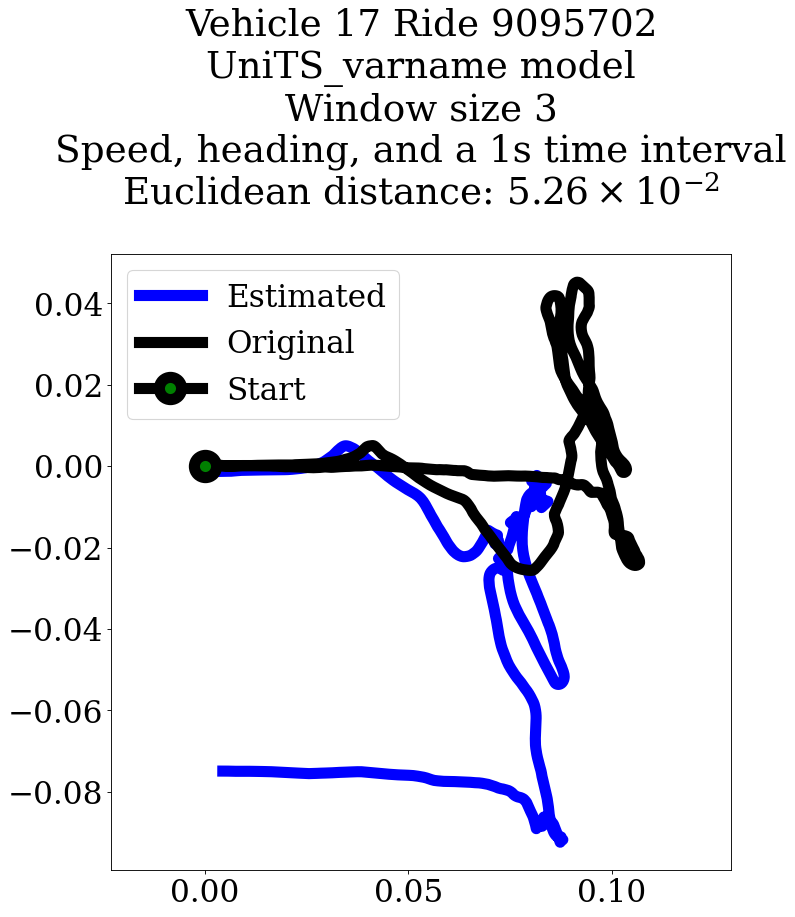 Vehicle 17 Ride 9095702
UniTS_varname model
Window size 3
Speed, heading, and a 1s time interval
Euclidean distance: 5.26 × 10⁻²
Estimated
Original
Start
0.04
0.02
0.00
−0.02
−0.04
−0.06
−0.08
0.00 0.05 0.10